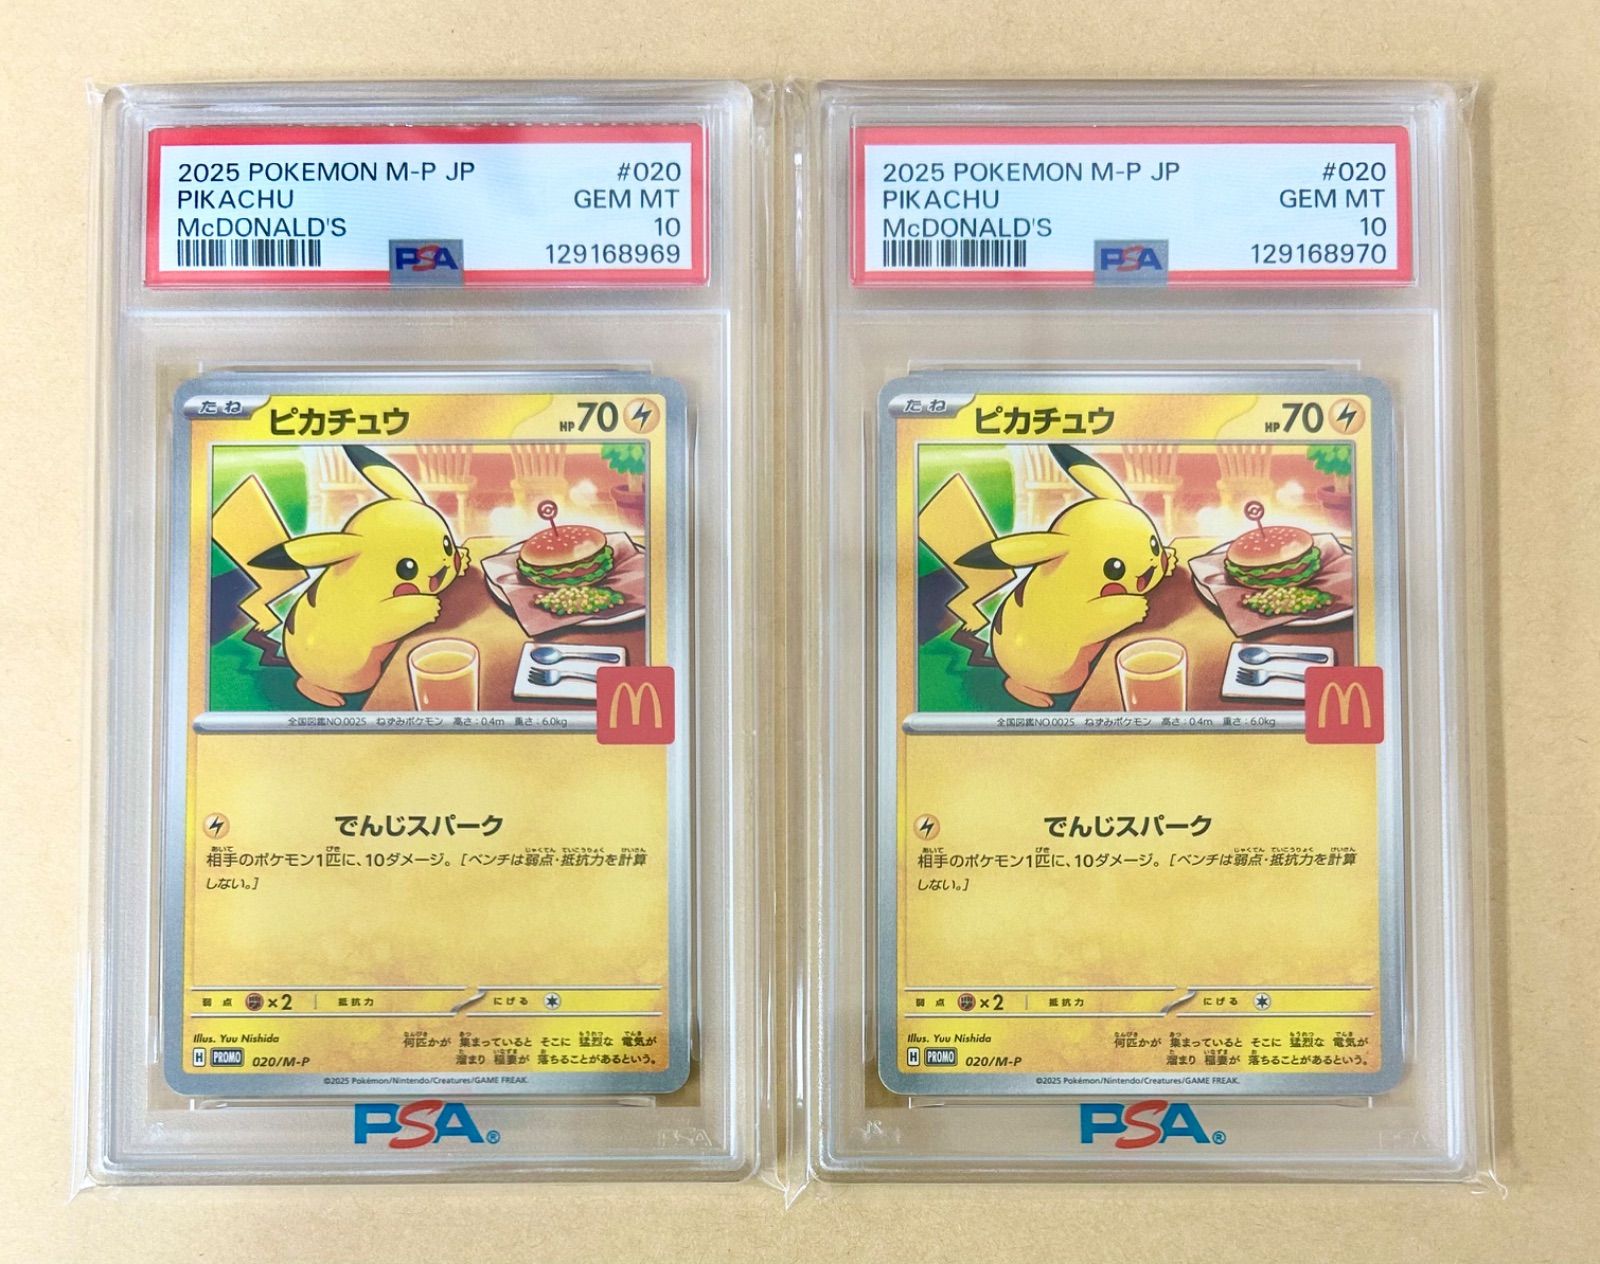 2025 POKEMON M-P JP #020
PIKACHU GEM MT
McDONALD'S 10
PSA 129168969
たね ピカチュウ HP70
全国図鑑NO.0025 ねずみポケモン 高さ:0.4m 重さ:6.0kg
でんじスパーク
相手のポケモン1匹に、10ダメージ。[ベンチは弱点・抵抗力を計算
しない。]
弱点 ×2 抵抗力 にげる
Illus. Yuu Nishida
何匹かが 集まっていると そこに 猛烈な 電気が
溜まり 稲妻が 落ちることがあるという。
H PROMO 020/M-P
©2025 Pokémon/Nintendo/Creatures/GAME FREAK.
PSA®
2025 POKEMON M-P JP #020
PIKACHU GEM MT
McDONALD'S 10
PSA 129168970
たね ピカチュウ HP70
全国図鑑NO.0025 ねずみポケモン 高さ:0.4m 重さ:6.0kg
でんじスパーク
相手のポケモン1匹に、10ダメージ。[ベンチは弱点・抵抗力を計算
しない。]
弱点 ×2 抵抗力 にげる
Illus. Yuu Nishida
何匹かが 集まっていると そこに 猛烈な 電気が
溜まり 稲妻が 落ちることがあるという。
H PROMO 020/M-P
©2025 Pokémon/Nintendo/Creatures/GAME FREAK.
PSA®